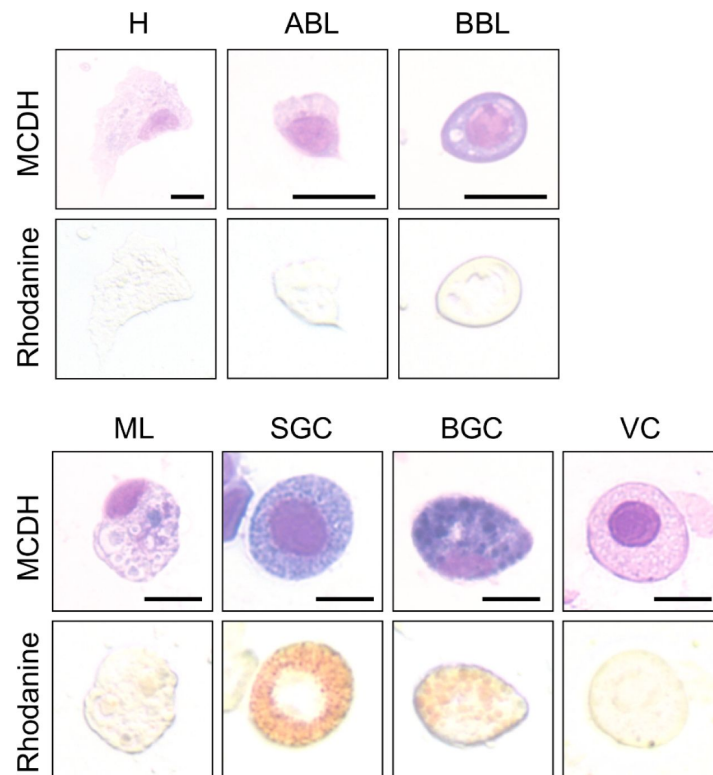 H ABL BBL
MCDH
Rhodanine
ML SGC BGC VC
MCDH
Rhodanine